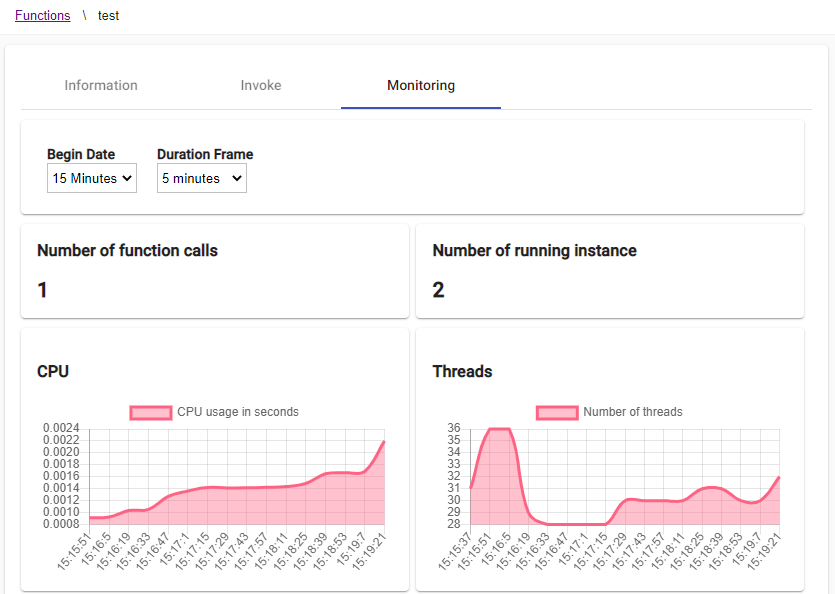 Functions \ test
Information Invoke Monitoring
Begin Date Duration Frame
15 Minutes 5 minutes
Number of function calls
1
Number of running instance
2
CPU
CPU usage in seconds
0.0024
0.0022
0.0020
0.0018
0.0016
0.0014
0.0012
0.0010
0.0008
15:15:51 15:16:5 15:16:19 15:16:33 15:16:47 15:17:1 15:17:15 15:17:29 15:17:43 15:17:57 15:18:11 15:18:25 15:18:39 15:18:53 15:19:7 15:19:21
Threads
Number of threads
36
35
34
33
32
31
30
29
28
15:15:37 15:15:51 15:16:5 15:16:19 15:16:33 15:16:47 15:17:1 15:17:15 15:17:29 15:17:43 15:17:57 15:18:11 15:18:25 15:18:39 15:18:53 15:19:7 15:19:21